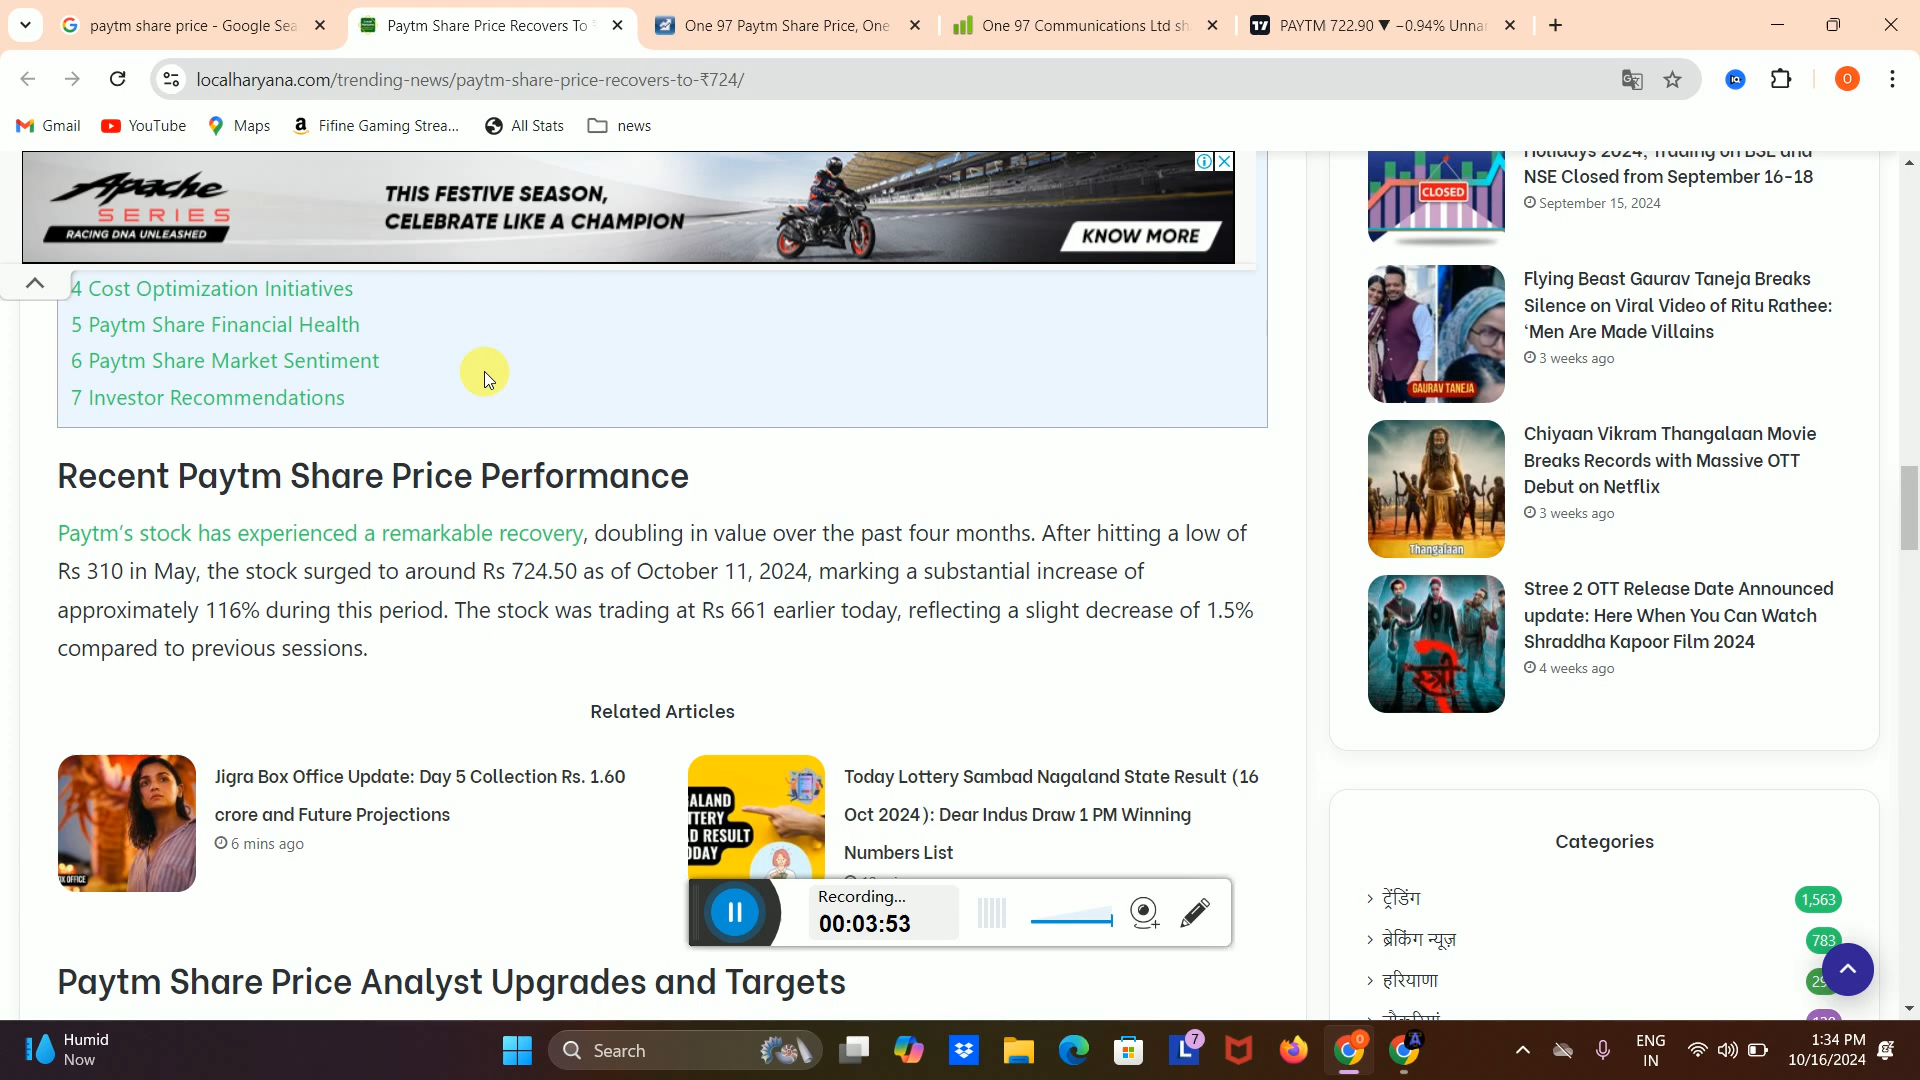 paytm share price - Google Sea
Paytm Share Price Recovers To ₹
One 97 Paytm Share Price, One
One 97 Communications Ltd sh
PAYTM 722.90 ▼ −0.94% Unna
localharyana.com/trending-news/paytm-share-price-recovers-to-₹724/
O
Gmail
YouTube
Maps
Fifine Gaming Strea...
All Stats
news
Apache
SERIES
RACING DNA UNLEASHED
THIS FESTIVE SEASON,
CELEBRATE LIKE A CHAMPION
KNOW MORE
4 Cost Optimization Initiatives
5 Paytm Share Financial Health
6 Paytm Share Market Sentiment
7 Investor Recommendations
Recent Paytm Share Price Performance
Paytm’s stock has experienced a remarkable recovery, doubling in value over the past four months. After hitting a low of
Rs 310 in May, the stock surged to around Rs 724.50 as of October 11, 2024, marking a substantial increase of
approximately 116% during this period. The stock was trading at Rs 661 earlier today, reflecting a slight decrease of 1.5%
compared to previous sessions.
Related Articles
Jigra Box Office Update: Day 5 Collection Rs. 1.60
crore and Future Projections
6 mins ago
OX OFFICE
ALAND
TTERY
D RESULT
ODAY
Today Lottery Sambad Nagaland State Result (16
Oct 2024): Dear Indus Draw 1 PM Winning
Numbers List
Recording...
00:03:53
Paytm Share Price Analyst Upgrades and Targets
Holidays 2024, Trading on BSE and
NSE Closed from September 16-18
September 15, 2024
CLOSED
Flying Beast Gaurav Taneja Breaks
Silence on Viral Video of Ritu Rathee:
‘Men Are Made Villains
3 weeks ago
GAURAV TANEJA
Chiyaan Vikram Thangalaan Movie
Breaks Records with Massive OTT
Debut on Netflix
3 weeks ago
Thangalaan
Stree 2 OTT Release Date Announced
update: Here When You Can Watch
Shraddha Kapoor Film 2024
4 weeks ago
स्त्री
Categories
ट्रेंडिंग
1,563
ब्रेकिंग न्यूज़
783
हरियाणा
Humid
Now
Search
7
ENG
IN
1:34 PM
10/16/2024